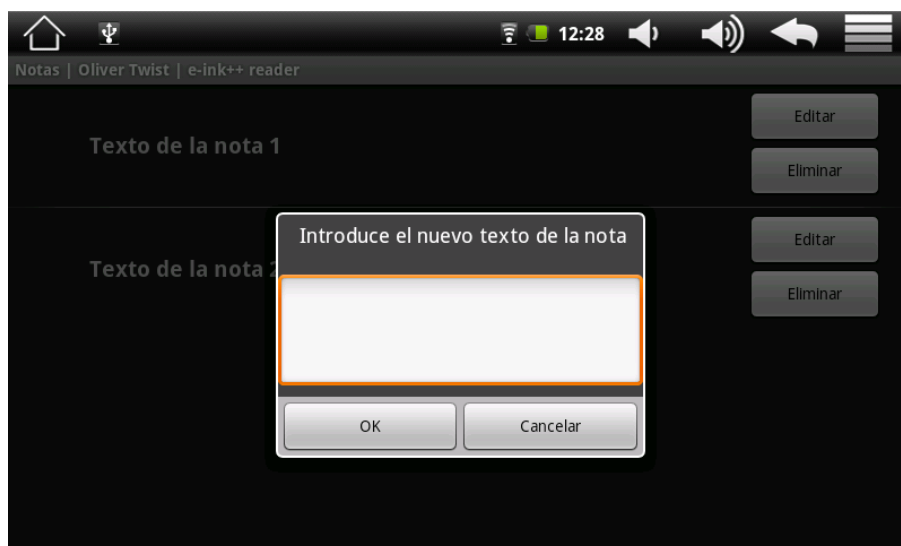 12:28
Notas | Oliver Twist | e-ink++ reader
Editar
Texto de la nota 1
Eliminar
Introduce el nuevo texto de la nota
Editar
Texto de la nota 2
Eliminar
OK
Cancelar